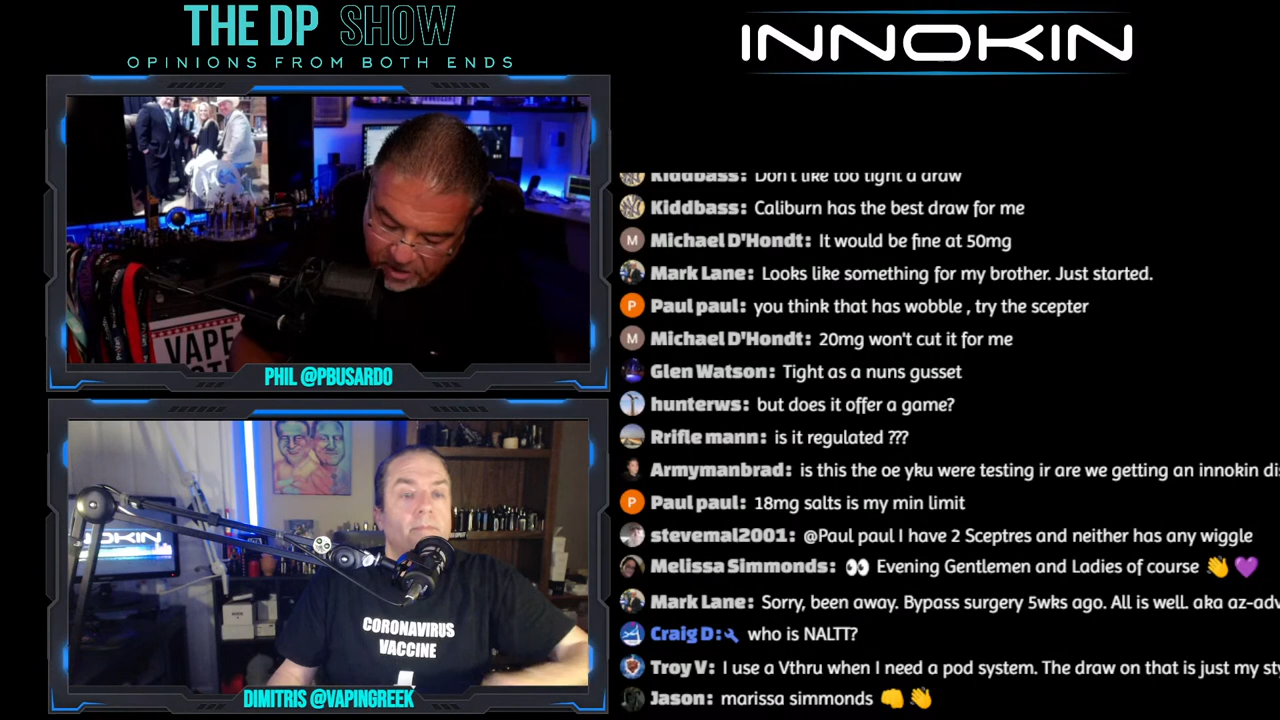 THE DP SHOW
OPINIONS FROM BOTH ENDS
INNOKIN
VAPE
PHIL @PBUSARDO
INNOKIN
CORONAVIRUS
VACCINE
DIMITRIS @VAPINGREEK
Kiddbass: Don't like too tight a draw
Kiddbass: Caliburn has the best draw for me
M Michael D'Hondt: It would be fine at 50mg
Mark Lane: Looks like something for my brother. Just started.
P Paul paul: you think that has wobble , try the scepter
M Michael D'Hondt: 20mg won't cut it for me
Glen Watson: Tight as a nuns gusset
hunterws: but does it offer a game?
Rrifle mann: is it regulated ???
Armymanbrad: is this the oe yku were testing ir are we getting an innokin dis
P Paul paul: 18mg salts is my min limit
stevemal2001: @Paul paul I have 2 Sceptres and neither has any wiggle
Melissa Simmonds: 👀 Evening Gentlemen and Ladies of course 👋 💜
Mark Lane: Sorry, been away. Bypass surgery 5wks ago. All is well. aka az-adv
Craig D:🔧 who is NALTT?
Troy V: I use a Vthru when I need a pod system. The draw on that is just my sty
Jason: marissa simmonds 👊 👋